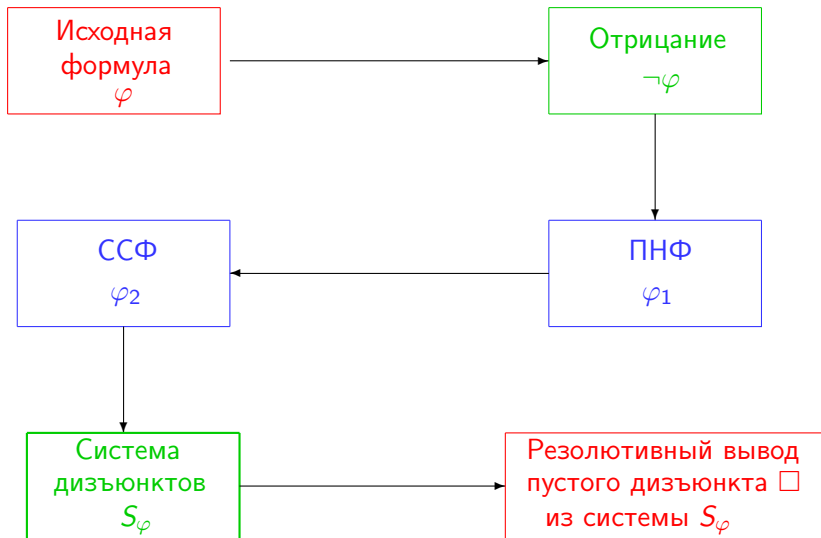 Исходная
формула
φ
Отрицание
¬φ
ССФ
φ₂
ПНФ
φ₁
Система
дизъюнктов
Sφ
Резолютивный вывод
пустого дизъюнкта □
из системы Sφ